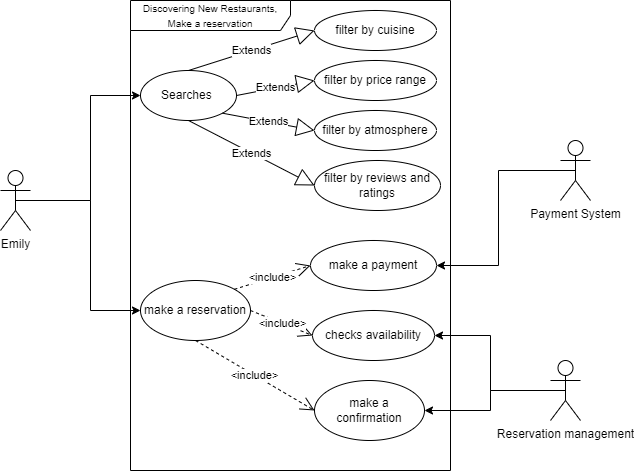 Discovering New Restaurants,
Make a reservation
filter by cuisine
Extends
filter by price range
Extends
Searches
Extends
filter by atmosphere
Extends
filter by reviews and
ratings
Emily
Payment System
make a payment
<include>
make a reservation
<include>
checks availability
<include>
make a
confirmation
Reservation management